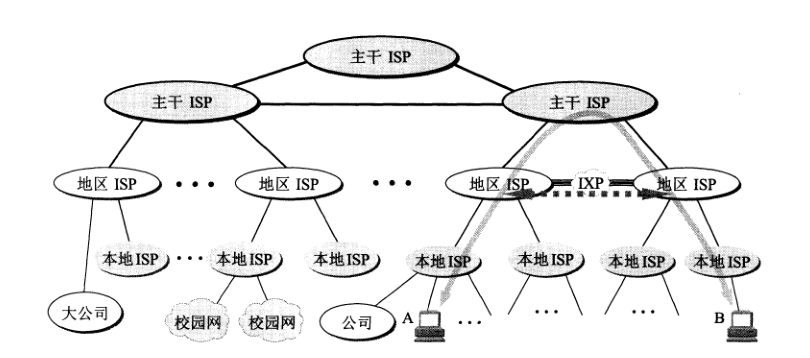 主干 ISP
主干 ISP
主干 ISP
地区 ISP
• • •
地区 ISP
• • •
地区 ISP
IXP
地区 ISP
本地ISP
• • •
本地ISP
本地ISP
本地ISP
本地ISP
本地ISP
本地ISP
大公司
校园网
校园网
公司
A
• • •
• • •
• • •
B